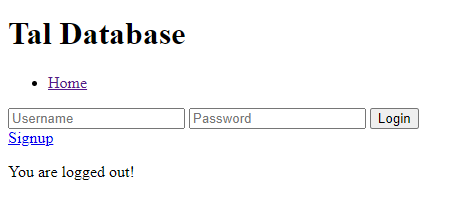 Tal Database
Home
Username Password Login
Signup
You are logged out!